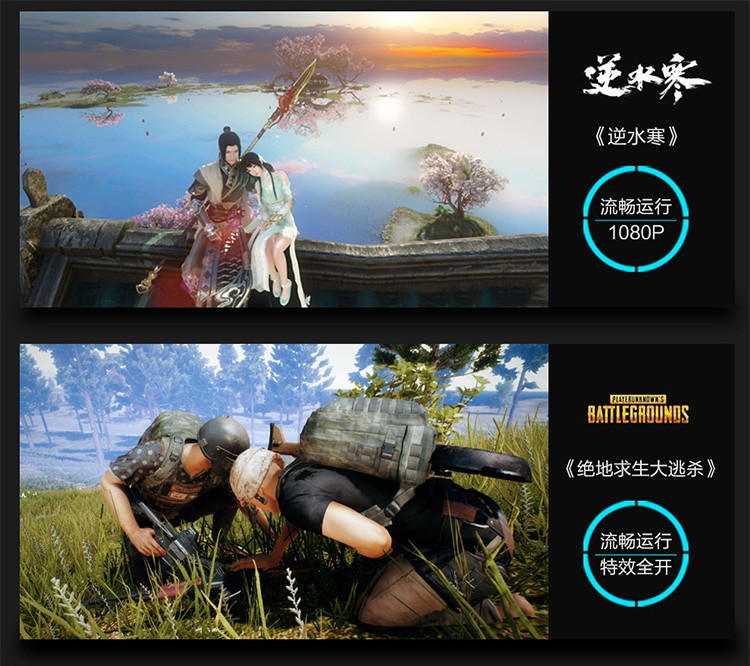 逆水寒
《逆水寒》
流畅运行
1080P
PLAYERUNKNOWN'S
BATTLEGROUNDS
《绝地求生大逃杀》
流畅运行
特效全开